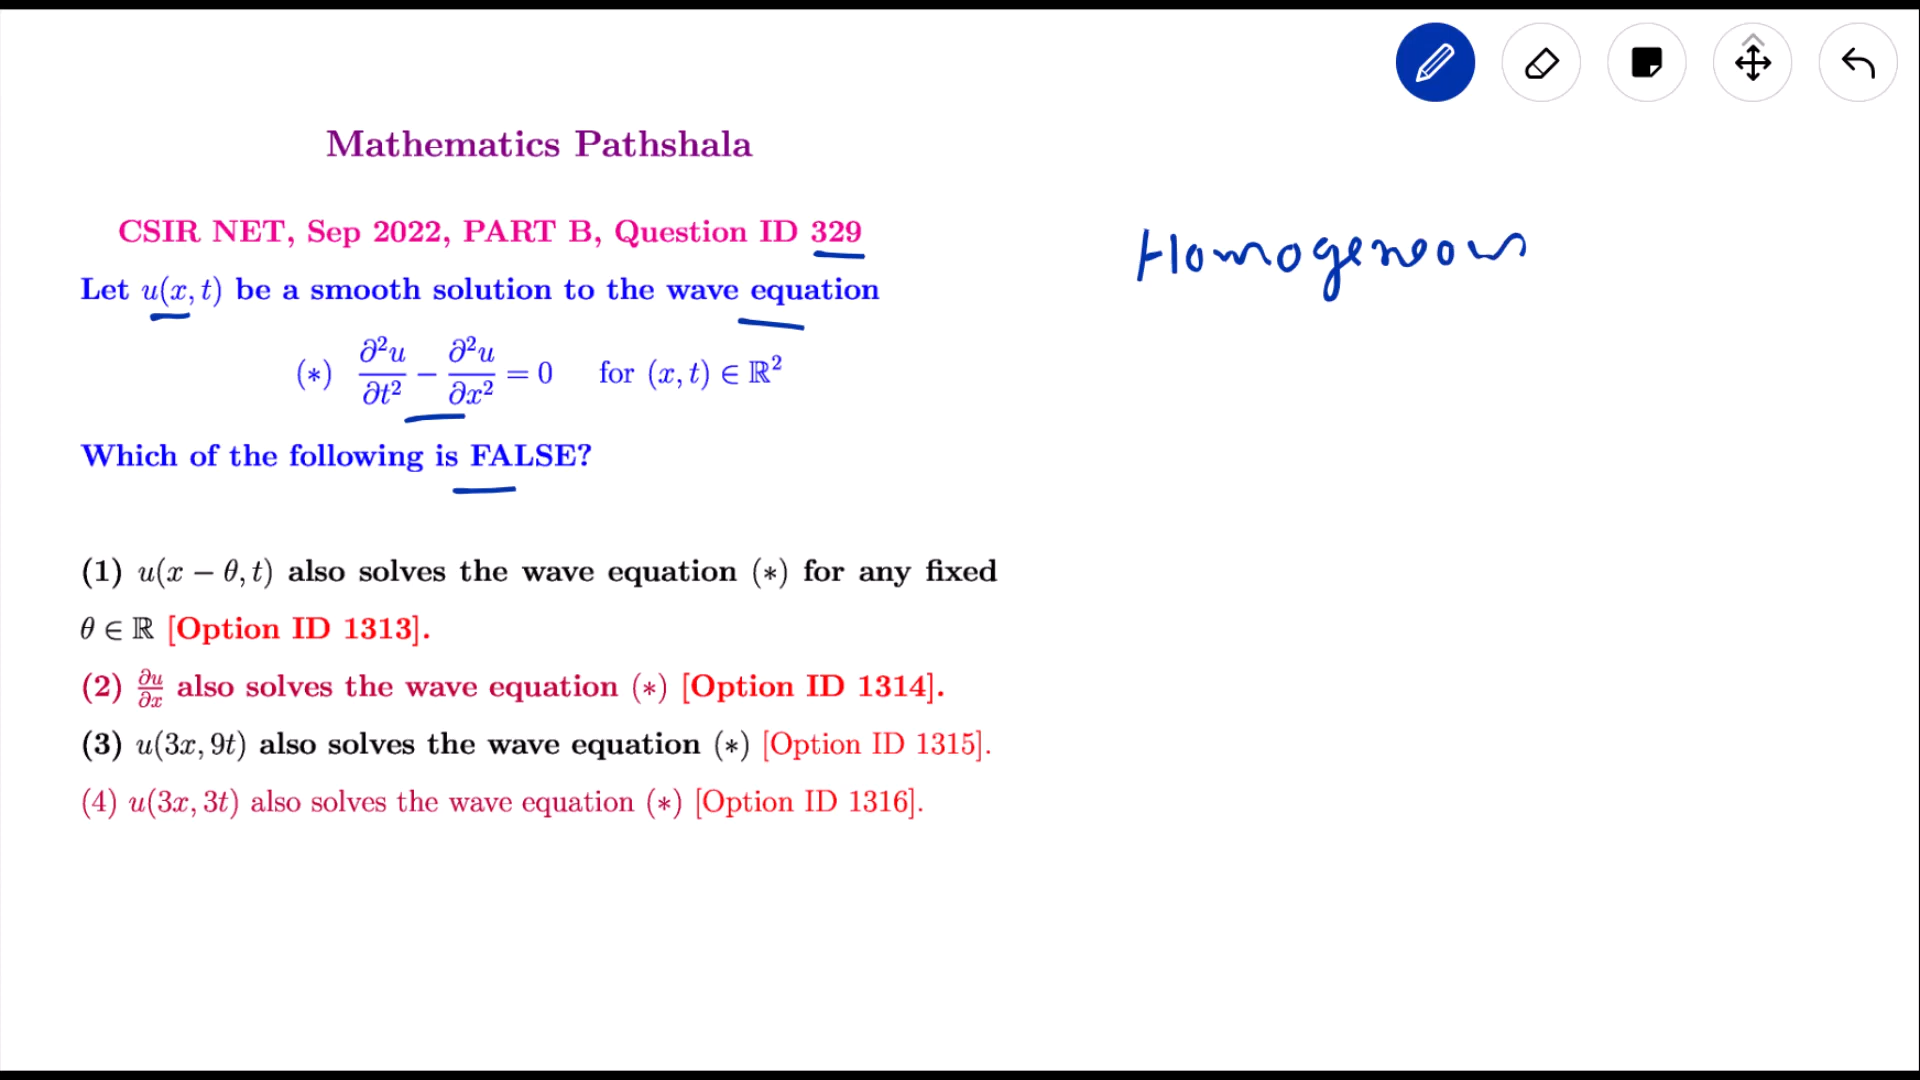 Mathematics Pathshala
CSIR NET, Sep 2022, PART B, Question ID 329
Homogeneous
Let u(x, t) be a smooth solution to the wave equation
(∗) ∂²u/∂t² − ∂²u/∂x² = 0 for (x, t) ∈ ℝ²
Which of the following is FALSE?
(1) u(x − θ, t) also solves the wave equation (∗) for any fixed
θ ∈ ℝ [Option ID 1313].
(2) ∂u/∂x also solves the wave equation (∗) [Option ID 1314].
(3) u(3x, 9t) also solves the wave equation (∗) [Option ID 1315].
(4) u(3x, 3t) also solves the wave equation (∗) [Option ID 1316].